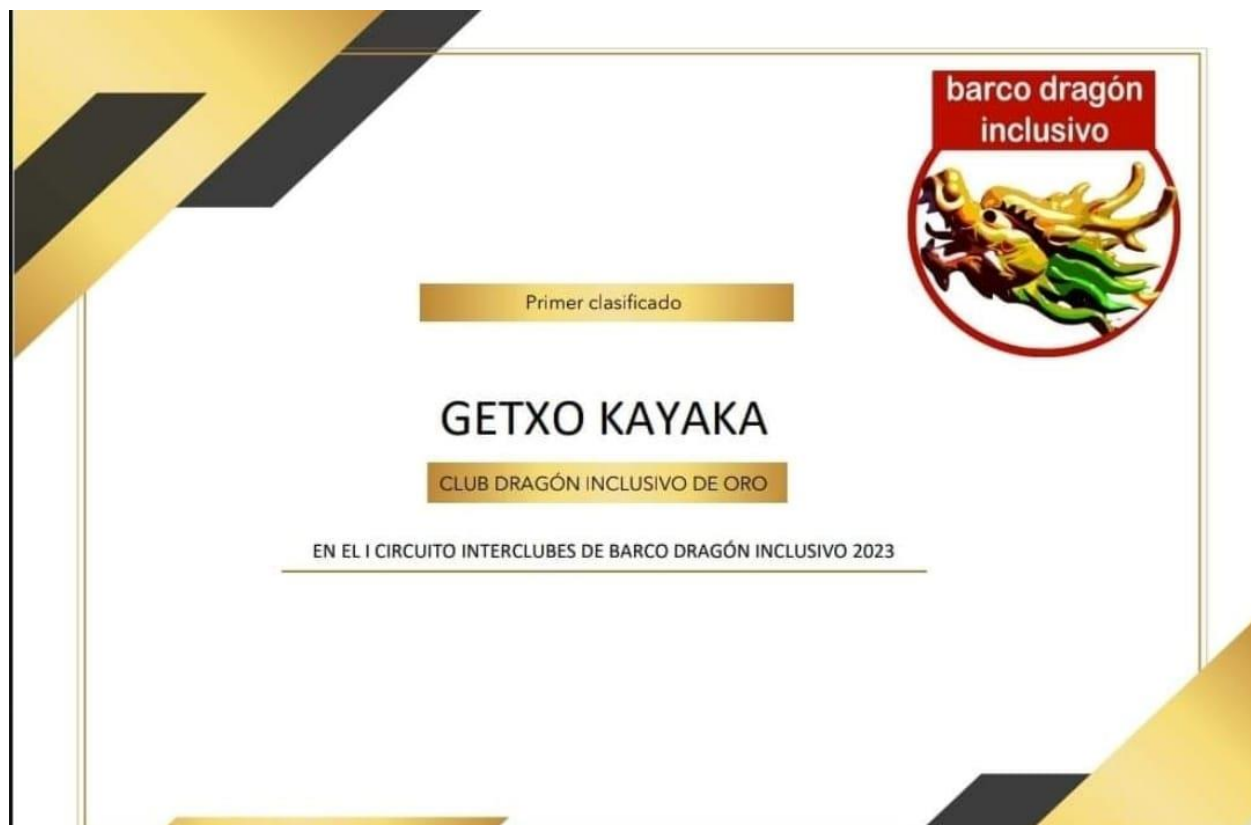 barco dragón
inclusivo
Primer clasificado
GETXO KAYAKA
CLUB DRAGÓN INCLUSIVO DE ORO
EN EL I CIRCUITO INTERCLUBES DE BARCO DRAGÓN INCLUSIVO 2023